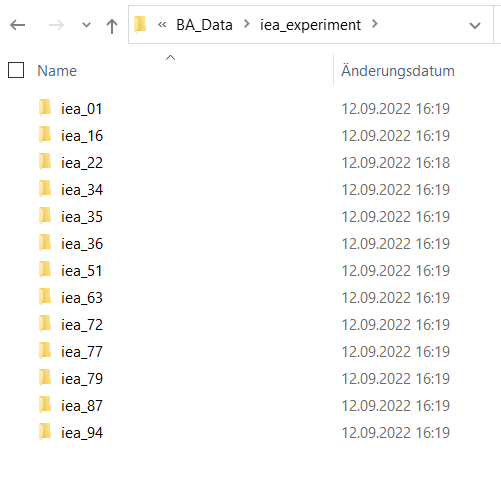 « BA_Data > iea_experiment >
Name Änderungsdatum
iea_01 12.09.2022 16:19
iea_16 12.09.2022 16:19
iea_22 12.09.2022 16:18
iea_34 12.09.2022 16:19
iea_35 12.09.2022 16:19
iea_36 12.09.2022 16:19
iea_51 12.09.2022 16:19
iea_63 12.09.2022 16:19
iea_72 12.09.2022 16:19
iea_77 12.09.2022 16:19
iea_79 12.09.2022 16:19
iea_87 12.09.2022 16:19
iea_94 12.09.2022 16:19